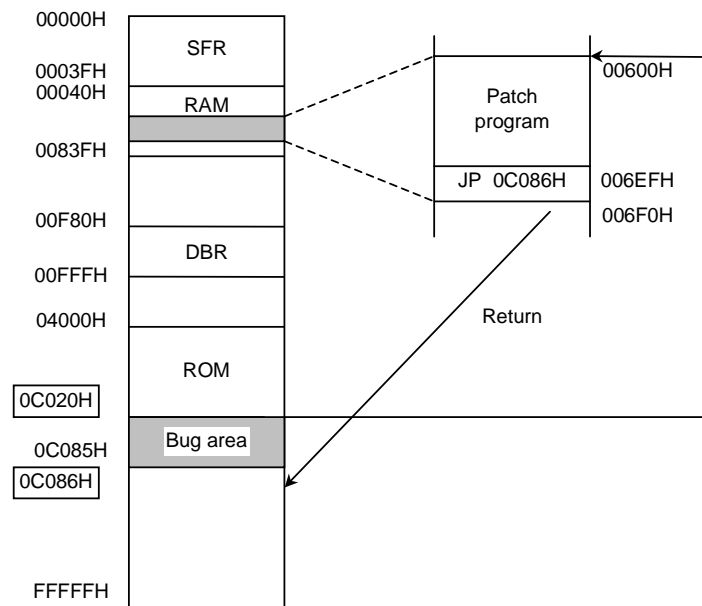 00000H
SFR
0003FH
00040H
RAM
0083FH
00F80H
DBR
00FFFH
04000H
ROM
0C020H
Bug area
0C085H
0C086H
FFFFFH
00600H
Patch
program
JP 0C086H
006EFH
006F0H
Return